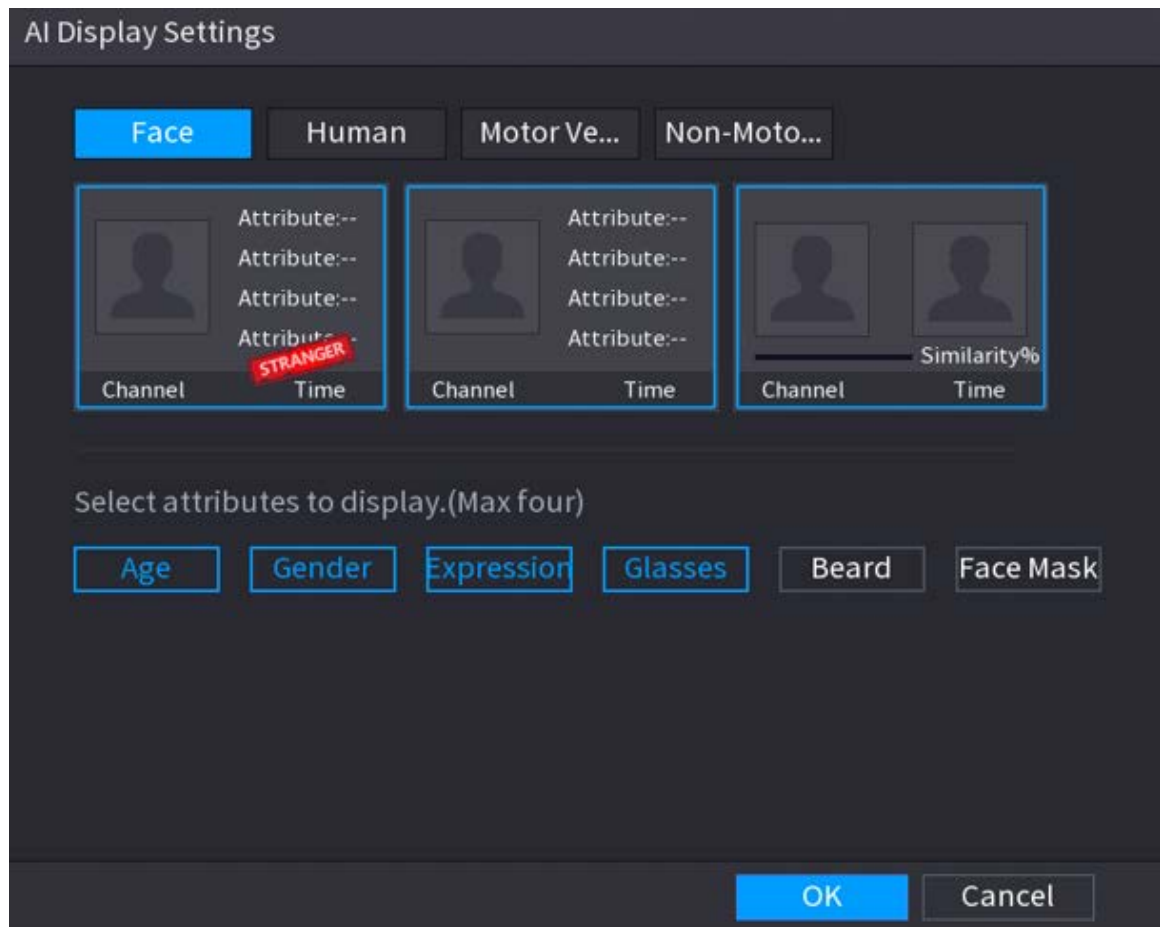 AI Display Settings
Face Human Motor Ve... Non-Moto...
Attribute:-- Attribute:--
Attribute:-- Attribute:--
Attribute:-- Attribute:--
Attribute:--
STRANGER
Similarity%
Channel Time Channel Time Channel Time
Select attributes to display.(Max four)
Age Gender Expression Glasses Beard Face Mask
OK Cancel